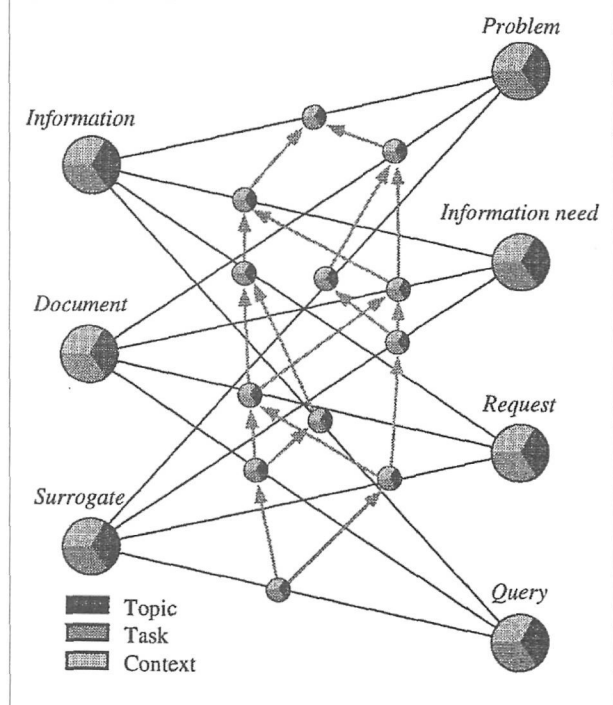 Problem
Information
Information need
Document
Request
Surrogate
Query
Topic
Task
Context